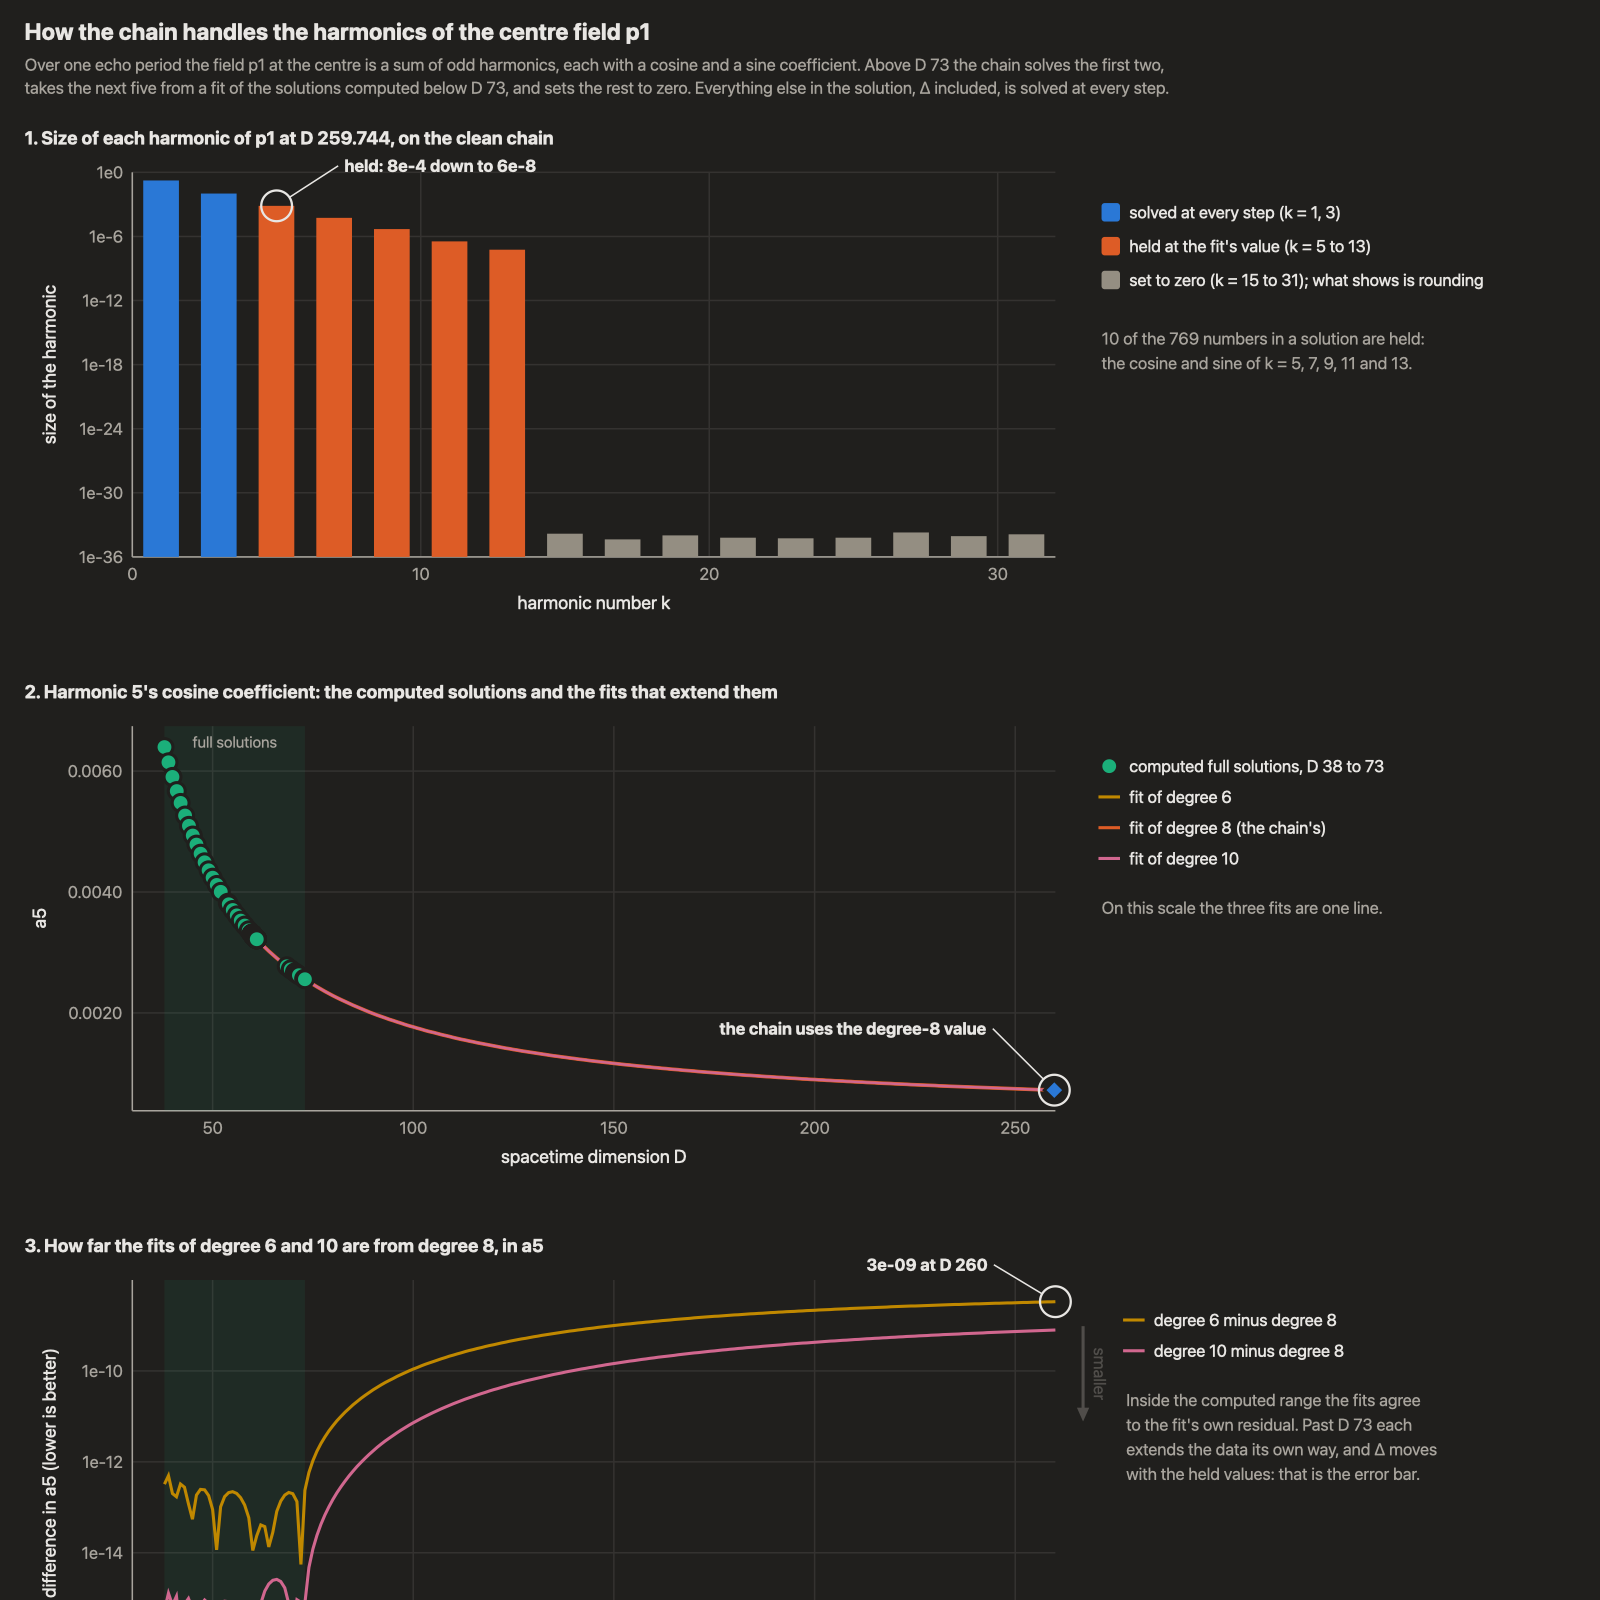 How the chain handles the harmonics of the centre field p1
Over one echo period the field p1 at the centre is a sum of odd harmonics, each with a cosine and a sine coefficient. Above D 73 the chain solves the first two,
takes the next five from a fit of the solutions computed below D 73, and sets the rest to zero. Everything else in the solution, Δ included, is solved at every step.
1. Size of each harmonic of p1 at D 259.744, on the clean chain
held: 8e-4 down to 6e-8
1e0
1e-6
1e-12
1e-18
1e-24
1e-30
1e-36
size of the harmonic
0
10
20
30
harmonic number k
solved at every step (k = 1, 3)
held at the fit's value (k = 5 to 13)
set to zero (k = 15 to 31); what shows is rounding
10 of the 769 numbers in a solution are held:
the cosine and sine of k = 5, 7, 9, 11 and 13.
2. Harmonic 5's cosine coefficient: the computed solutions and the fits that extend them
full solutions
0.0060
0.0040
0.0020
a5
the chain uses the degree-8 value
50
100
150
200
250
spacetime dimension D
computed full solutions, D 38 to 73
fit of degree 6
fit of degree 8 (the chain's)
fit of degree 10
On this scale the three fits are one line.
3. How far the fits of degree 6 and 10 are from degree 8, in a5
3e-09 at D 260
1e-10
1e-12
1e-14
difference in a5 (lower is better)
smaller
degree 6 minus degree 8
degree 10 minus degree 8
Inside the computed range the fits agree
to the fit's own residual. Past D 73 each
extends the data its own way, and Δ moves
with the held values: that is the error bar.